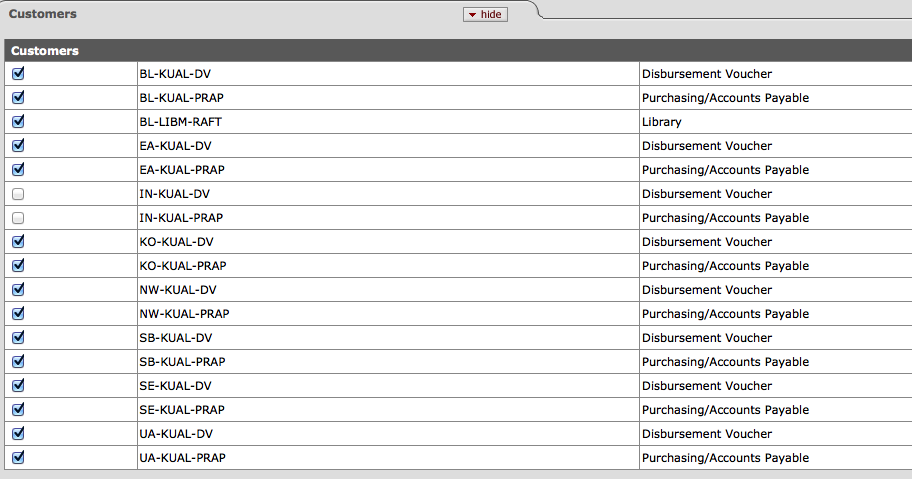 Customers hide
Customers
BL-KUAL-DV Disbursement Voucher
BL-KUAL-PRAP Purchasing/Accounts Payable
BL-LIBM-RAFT Library
EA-KUAL-DV Disbursement Voucher
EA-KUAL-PRAP Purchasing/Accounts Payable
IN-KUAL-DV Disbursement Voucher
IN-KUAL-PRAP Purchasing/Accounts Payable
KO-KUAL-DV Disbursement Voucher
KO-KUAL-PRAP Purchasing/Accounts Payable
NW-KUAL-DV Disbursement Voucher
NW-KUAL-PRAP Purchasing/Accounts Payable
SB-KUAL-DV Disbursement Voucher
SB-KUAL-PRAP Purchasing/Accounts Payable
SE-KUAL-DV Disbursement Voucher
SE-KUAL-PRAP Purchasing/Accounts Payable
UA-KUAL-DV Disbursement Voucher
UA-KUAL-PRAP Purchasing/Accounts Payable